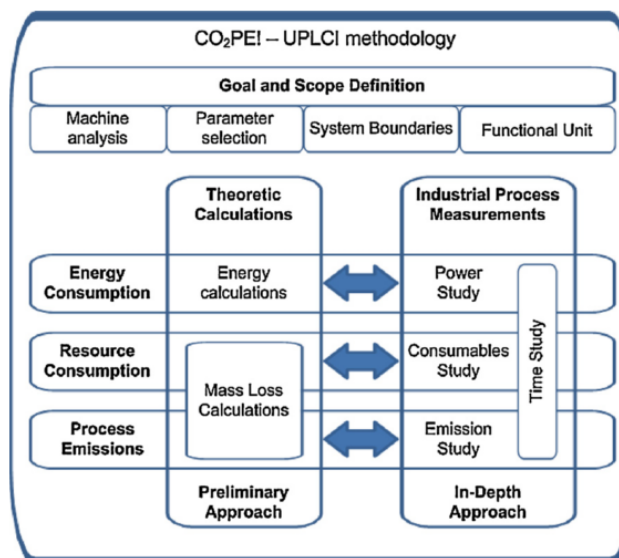 CO₂PE! – UPLCI methodology
Goal and Scope Definition
Machine
analysis
Parameter
selection
System Boundaries
Functional Unit
Theoretic
Calculations
Industrial Process
Measurements
Energy
Consumption
Energy
calculations
Power
Study
Resource
Consumption
Mass Loss
Calculations
Consumables
Study
Time Study
Process
Emissions
Emission
Study
Preliminary
Approach
In-Depth
Approach